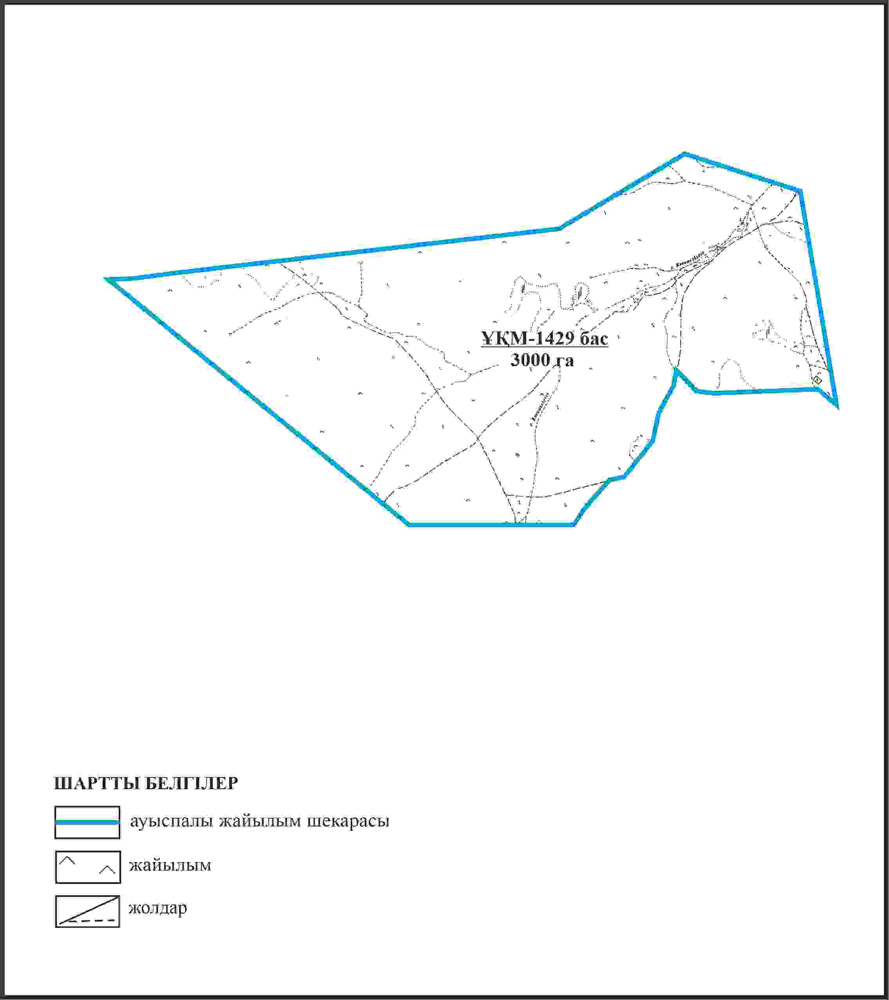 ҰҚМ-1429 бас
3000 га
ШАРТТЫ БЕЛГІЛЕР
ауыспалы жайылым шекарасы
жайылым
жолдар